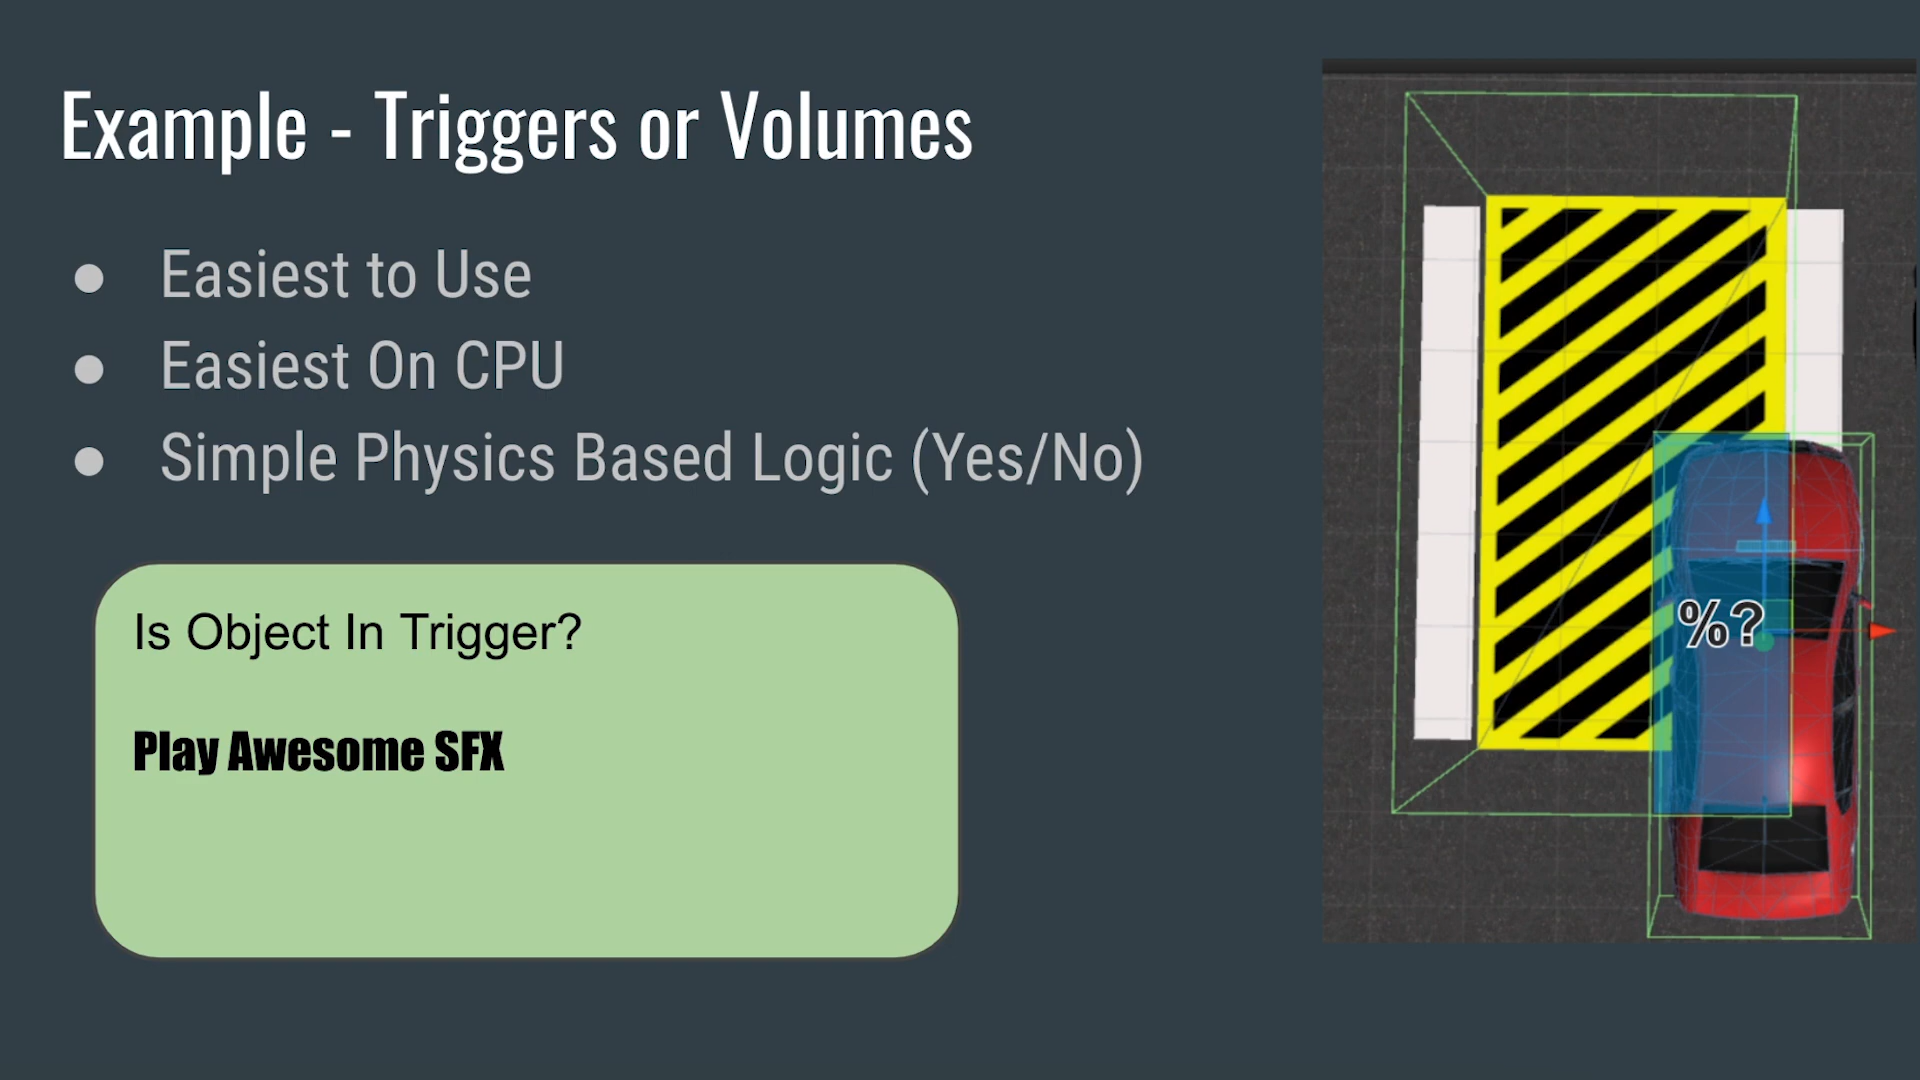 Example - Triggers or Volumes
● Easiest to Use
● Easiest On CPU
● Simple Physics Based Logic (Yes/No)
Is Object In Trigger?
Play Awesome SFX
%?